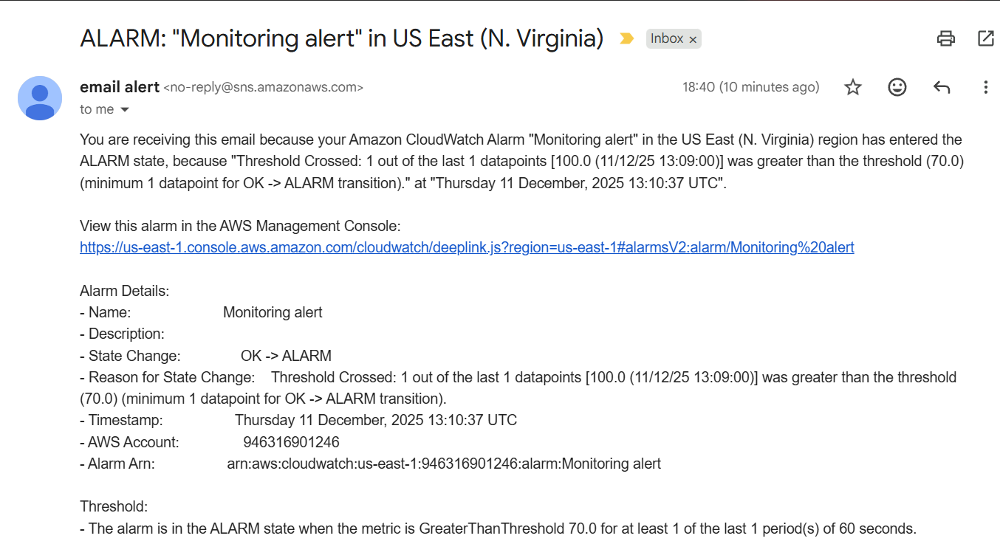 ALARM: "Monitoring alert" in US East (N. Virginia) Inbox ×
email alert <no-reply@sns.amazonaws.com> 18:40 (10 minutes ago)
to me
You are receiving this email because your Amazon CloudWatch Alarm "Monitoring alert" in the US East (N. Virginia) region has entered the
ALARM state, because "Threshold Crossed: 1 out of the last 1 datapoints [100.0 (11/12/25 13:09:00)] was greater than the threshold (70.0)
(minimum 1 datapoint for OK -> ALARM transition)." at "Thursday 11 December, 2025 13:10:37 UTC".
View this alarm in the AWS Management Console:
https://us-east-1.console.aws.amazon.com/cloudwatch/deeplink.js?region=us-east-1#alarmsV2:alarm/Monitoring%20alert
Alarm Details:
- Name: Monitoring alert
- Description:
- State Change: OK -> ALARM
- Reason for State Change: Threshold Crossed: 1 out of the last 1 datapoints [100.0 (11/12/25 13:09:00)] was greater than the threshold
(70.0) (minimum 1 datapoint for OK -> ALARM transition).
- Timestamp: Thursday 11 December, 2025 13:10:37 UTC
- AWS Account: 946316901246
- Alarm Arn: arn:aws:cloudwatch:us-east-1:946316901246:alarm:Monitoring alert
Threshold:
- The alarm is in the ALARM state when the metric is GreaterThanThreshold 70.0 for at least 1 of the last 1 period(s) of 60 seconds.